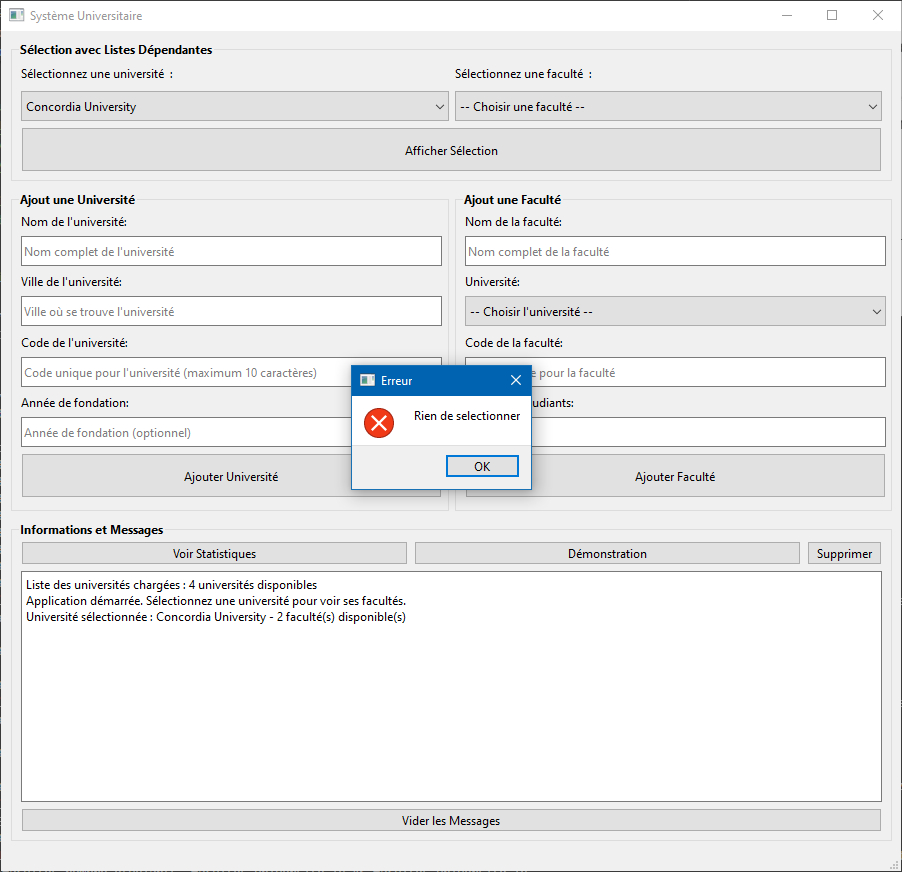 Système Universitaire
Sélection avec Listes Dépendantes
Sélectionnez une université :
Sélectionnez une faculté :
Concordia University
-- Choisir une faculté --
Afficher Sélection
Ajout une Université
Ajout une Faculté
Nom de l'université:
Nom de la faculté:
Nom complet de l'université
Nom complet de la faculté
Ville de l'université:
Université:
Ville où se trouve l'université
-- Choisir l'université --
Code de l'université:
Code de la faculté:
Code unique pour l'université (maximum 10 caractères)
pour la faculté
Erreur
Année de fondation:
Rien de selectionner
Année de fondation (optionnel)
OK
Ajouter Université
Ajouter Faculté
Informations et Messages
Voir Statistiques
Démonstration
Supprimer
Liste des universités chargées : 4 universités disponibles
Application démarrée. Sélectionnez une université pour voir ses facultés.
Université sélectionnée : Concordia University - 2 faculté(s) disponible(s)
Vider les Messages